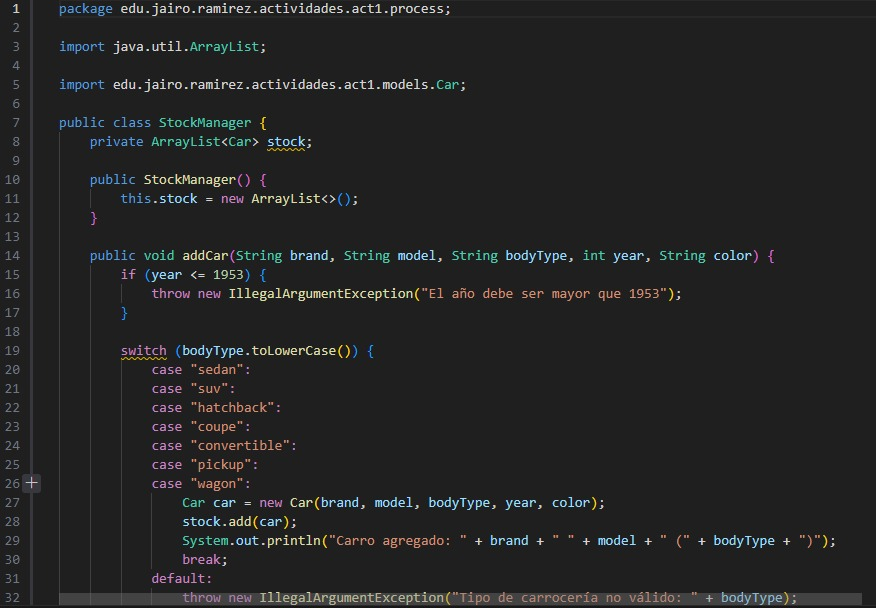 1 package edu.jairo.ramirez.actividades.act1.process;
2
3 import java.util.ArrayList;
4
5 import edu.jairo.ramirez.actividades.act1.models.Car;
6
7 public class StockManager {
8     private ArrayList<Car> stock;
9
10     public StockManager() {
11         this.stock = new ArrayList<>();
12     }
13
14     public void addCar(String brand, String model, String bodyType, int year, String color) {
15         if (year <= 1953) {
16             throw new IllegalArgumentException("El año debe ser mayor que 1953");
17         }
18
19         switch (bodyType.toLowerCase()) {
20             case "sedan":
21             case "suv":
22             case "hatchback":
23             case "coupe":
24             case "convertible":
25             case "pickup":
26             case "wagon":
27                 Car car = new Car(brand, model, bodyType, year, color);
28                 stock.add(car);
29                 System.out.println("Carro agregado: " + brand + " " + model + " (" + bodyType + ")");
30                 break;
31             default:
32                 throw new IllegalArgumentException("Tipo de carrocería no válido: " + bodyType);